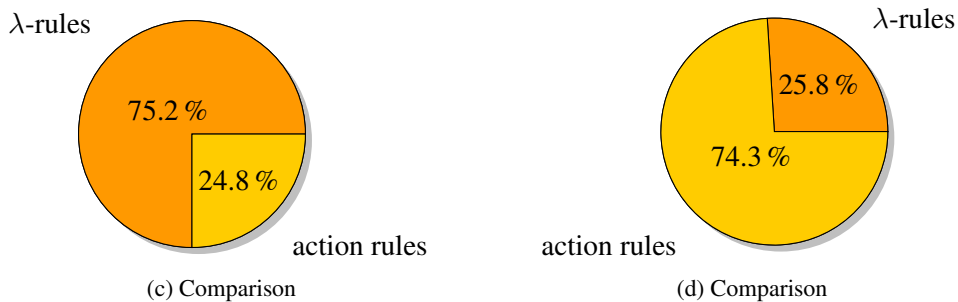 λ-rules
75.2 %
24.8 %
action rules
(c) Comparison
λ-rules
25.8 %
74.3 %
action rules
(d) Comparison